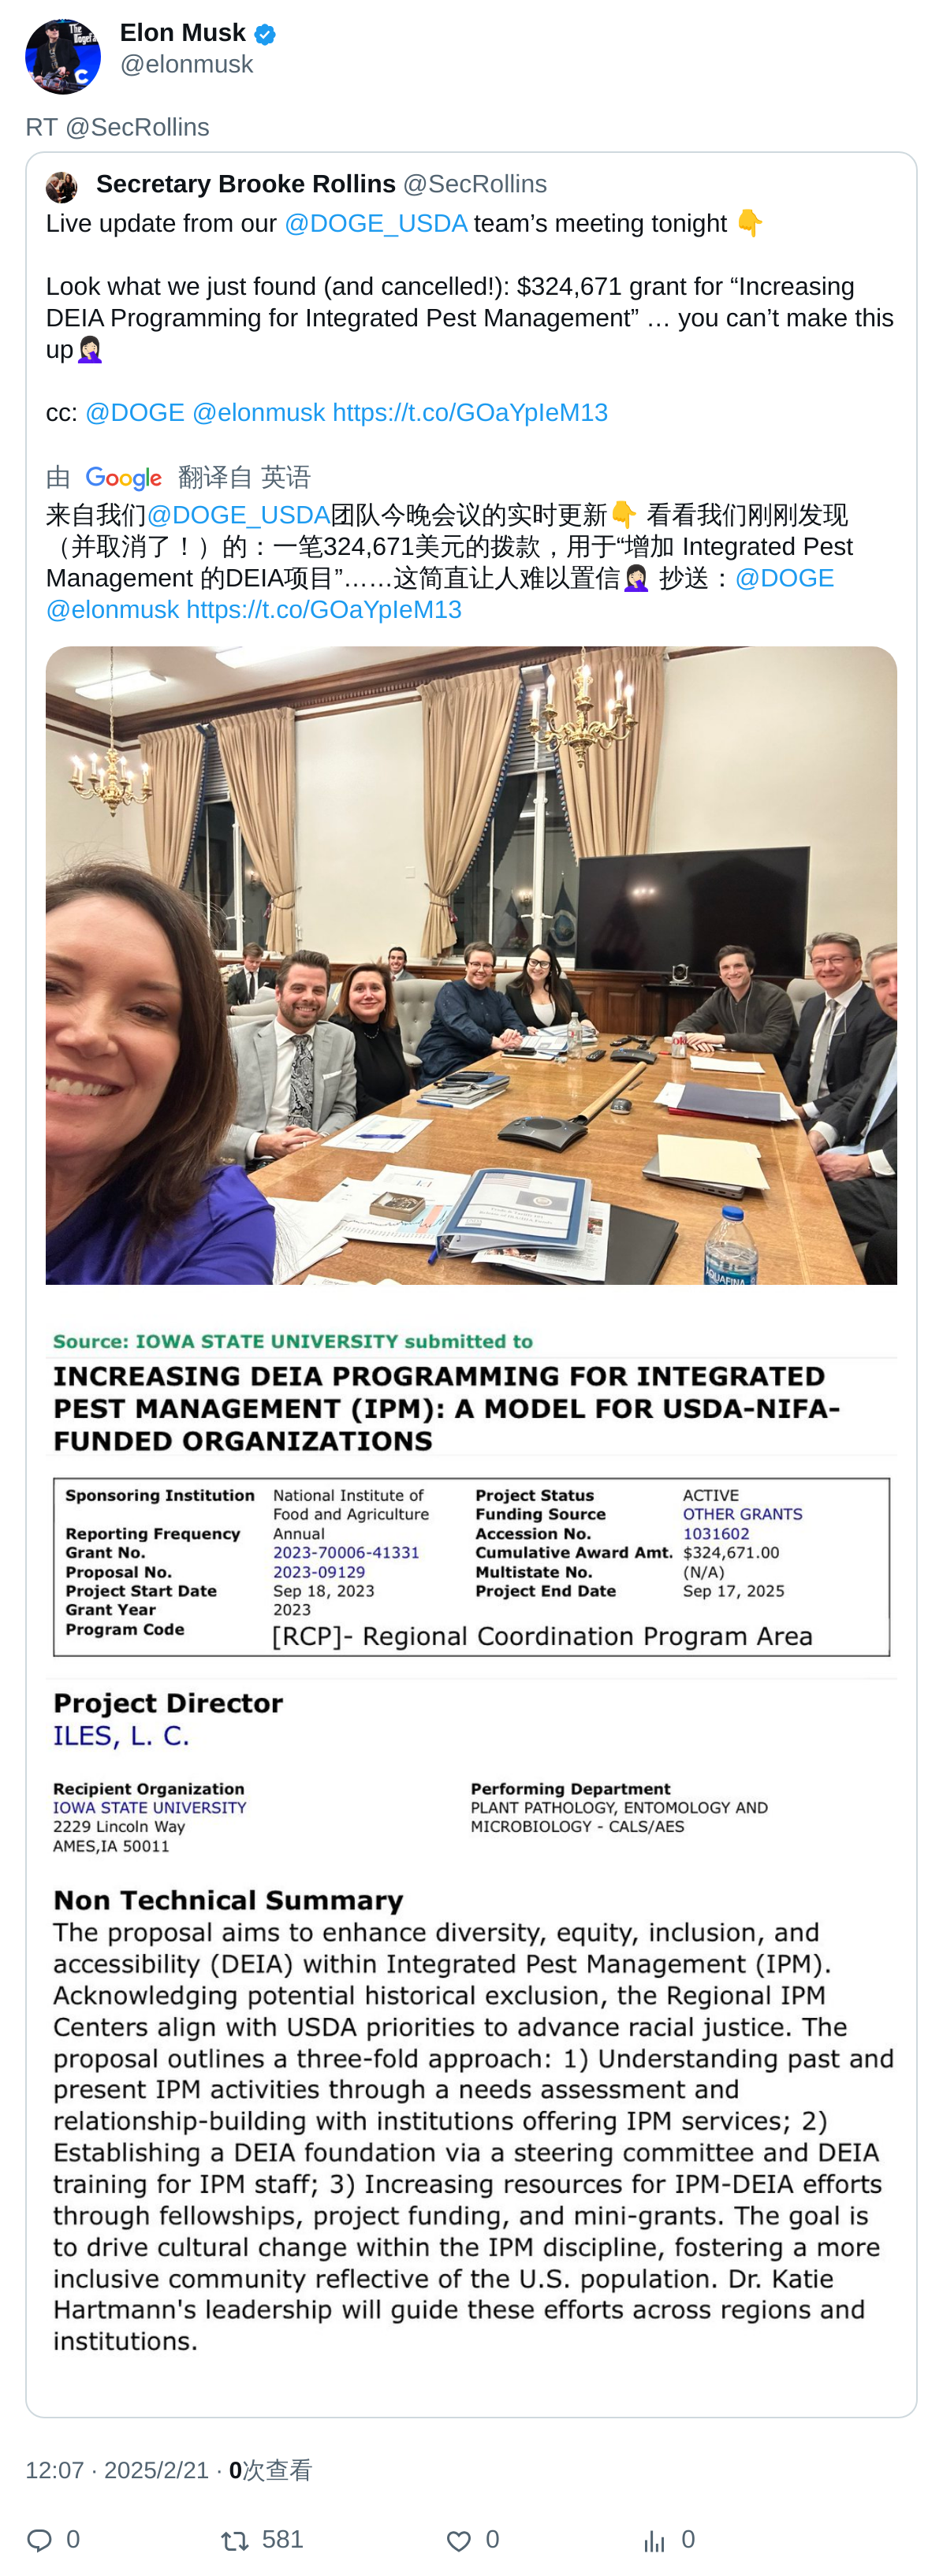 Elon Musk
@elonmusk
RT @SecRollins
Secretary Brooke Rollins @SecRollins
Live update from our @DOGE_USDA team’s meeting tonight 👇
Look what we just found (and cancelled!): $324,671 grant for “Increasing
DEIA Programming for Integrated Pest Management” … you can’t make this
up🤦🏻‍♀️
cc: @DOGE @elonmusk https://t.co/GOaYpIeM13
由 Google 翻译自 英语
来自我们@DOGE_USDA团队今晚会议的实时更新👇 看看我们刚刚发现
（并取消了！）的：一笔324,671美元的拨款，用于“增加 Integrated Pest
Management 的DEIA项目”……这简直让人难以置信🤦🏻‍♀️ 抄送：@DOGE
@elonmusk https://t.co/GOaYpIeM13
AQUAFINA
Source: IOWA STATE UNIVERSITY submitted to
INCREASING DEIA PROGRAMMING FOR INTEGRATED
PEST MANAGEMENT (IPM): A MODEL FOR USDA-NIFA-
FUNDED ORGANIZATIONS
Sponsoring Institution National Institute of Project Status ACTIVE
Food and Agriculture Funding Source OTHER GRANTS
Reporting Frequency Annual Accession No. 1031602
Grant No. 2023-70006-41331 Cumulative Award Amt. $324,671.00
Proposal No. 2023-09129 Multistate No. (N/A)
Project Start Date Sep 18, 2023 Project End Date Sep 17, 2025
Grant Year 2023
Program Code [RCP]- Regional Coordination Program Area
Project Director
ILES, L. C.
Recipient Organization Performing Department
IOWA STATE UNIVERSITY PLANT PATHOLOGY, ENTOMOLOGY AND
2229 Lincoln Way MICROBIOLOGY - CALS/AES
AMES,IA 50011
Non Technical Summary
The proposal aims to enhance diversity, equity, inclusion, and
accessibility (DEIA) within Integrated Pest Management (IPM).
Acknowledging potential historical exclusion, the Regional IPM
Centers align with USDA priorities to advance racial justice. The
proposal outlines a three-fold approach: 1) Understanding past and
present IPM activities through a needs assessment and
relationship-building with institutions offering IPM services; 2)
Establishing a DEIA foundation via a steering committee and DEIA
training for IPM staff; 3) Increasing resources for IPM-DEIA efforts
through fellowships, project funding, and mini-grants. The goal is
to drive cultural change within the IPM discipline, fostering a more
inclusive community reflective of the U.S. population. Dr. Katie
Hartmann's leadership will guide these efforts across regions and
institutions.
12:07 · 2025/2/21 · 0次查看
0 581 0 0